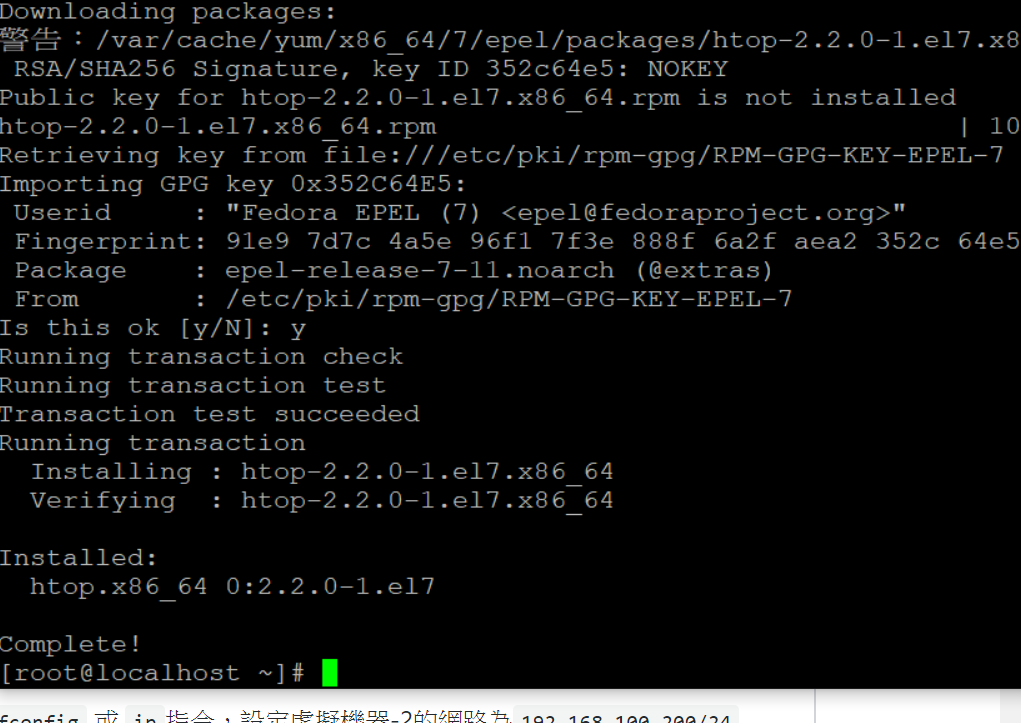 Downloading packages:
警告：/var/cache/yum/x86_64/7/epel/packages/htop-2.2.0-1.el7.x8
RSA/SHA256 Signature, key ID 352c64e5: NOKEY
Public key for htop-2.2.0-1.el7.x86_64.rpm is not installed
htop-2.2.0-1.el7.x86_64.rpm | 10
Retrieving key from file:///etc/pki/rpm-gpg/RPM-GPG-KEY-EPEL-7
Importing GPG key 0x352C64E5:
Userid : "Fedora EPEL (7) <epel@fedoraproject.org>"
Fingerprint: 91e9 7d7c 4a5e 96f1 7f3e 888f 6a2f aea2 352c 64e5
Package : epel-release-7-11.noarch (@extras)
From : /etc/pki/rpm-gpg/RPM-GPG-KEY-EPEL-7
Is this ok [y/N]: y
Running transaction check
Running transaction test
Transaction test succeeded
Running transaction
Installing : htop-2.2.0-1.el7.x86_64
Verifying : htop-2.2.0-1.el7.x86_64
Installed:
htop.x86_64 0:2.2.0-1.el7
Complete!
[root@localhost ~]#
fconfig 或 ip 指令，設定虛擬機器-2的網路為 192.168.100.200/24